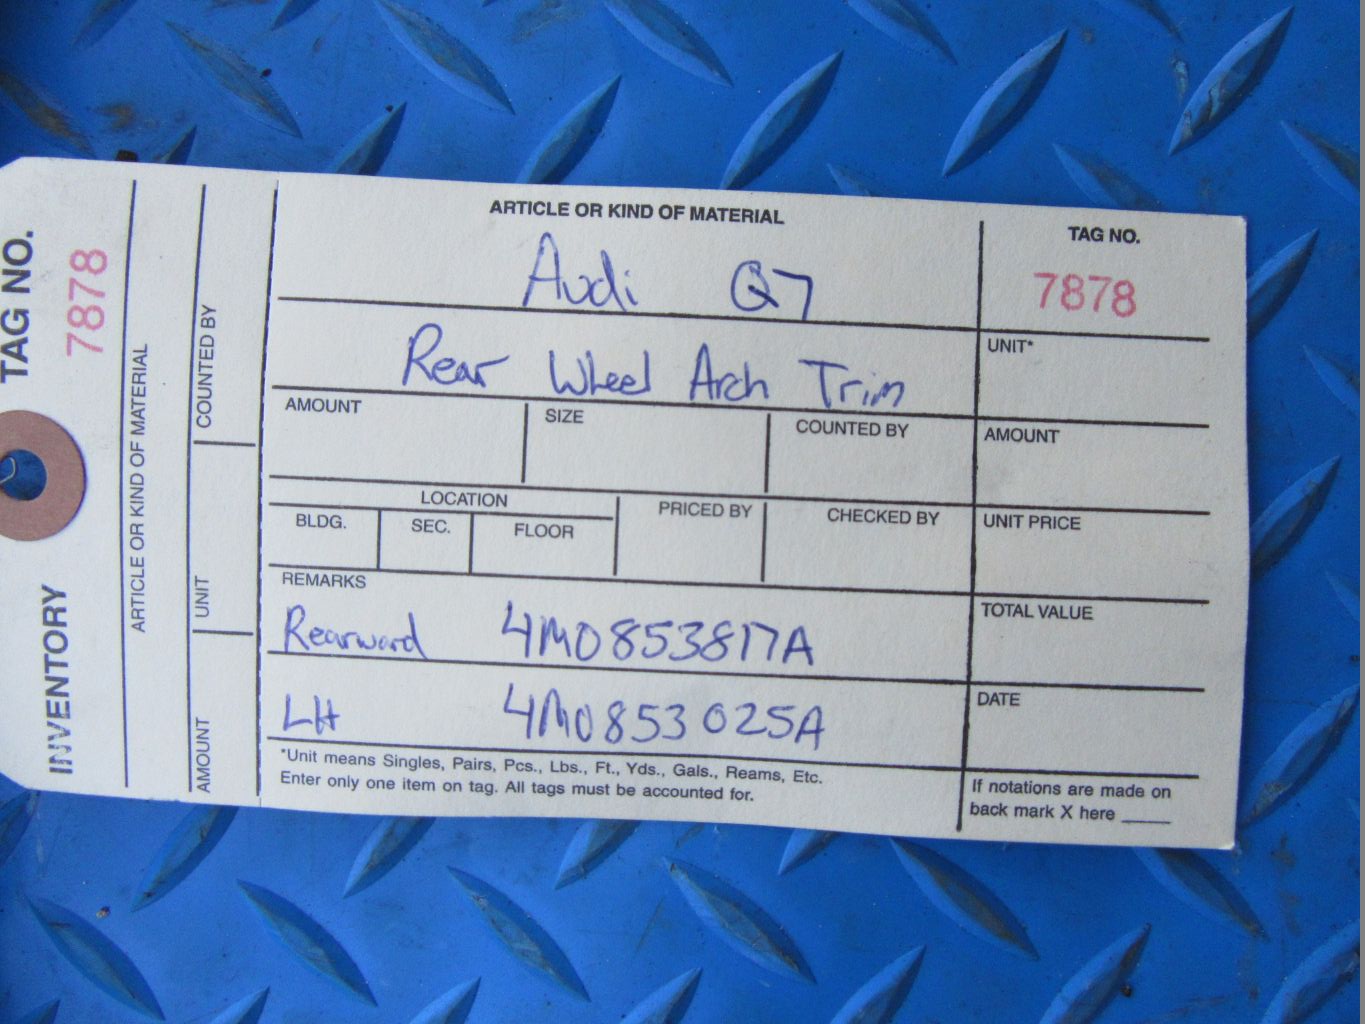 TAG NO.
7878
INVENTORY
ARTICLE OR KIND OF MATERIAL
COUNTED BY
UNIT
AMOUNT
ARTICLE OR KIND OF MATERIAL
Audi Q7
Rear Wheel Arch Trim
TAG NO.
7878
UNIT*
AMOUNT
SIZE
COUNTED BY
AMOUNT
LOCATION
BLDG.
SEC.
FLOOR
PRICED BY
CHECKED BY
UNIT PRICE
REMARKS
Rearward 4M0853817A
LH 4M0853025A
TOTAL VALUE
DATE
*Unit means Singles, Pairs, Pcs., Lbs., Ft., Yds., Gals., Reams, Etc.
Enter only one item on tag. All tags must be accounted for.
If notations are made on
back mark X here ____